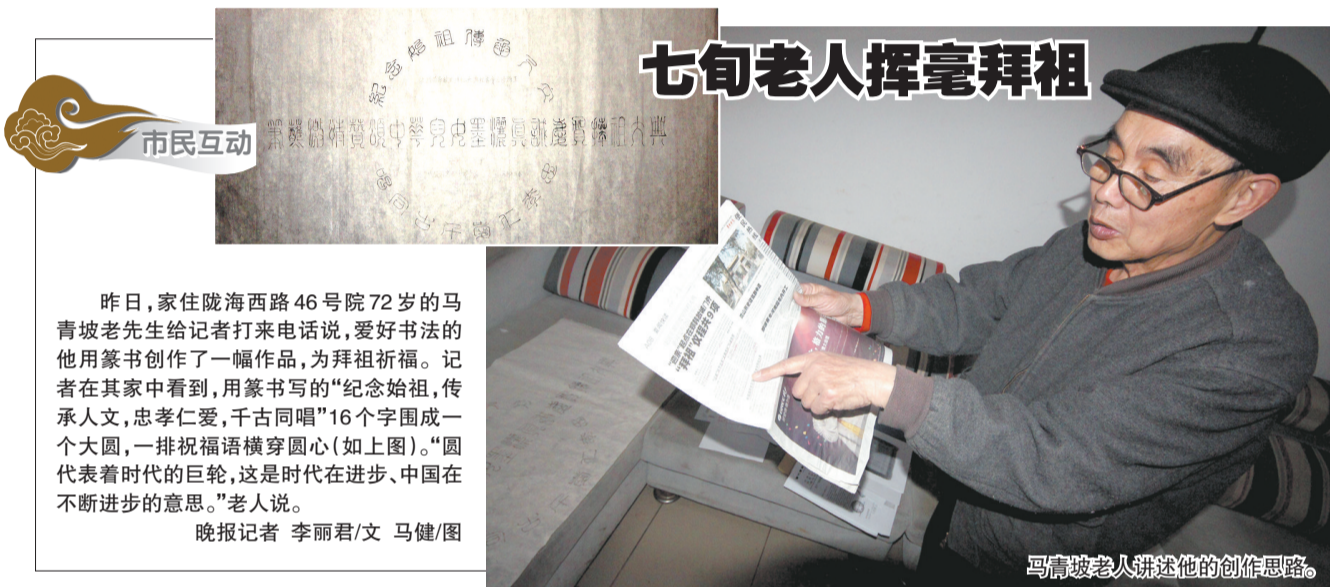 七旬老人挥毫拜祖
市民互动
昨日，家住陇海西路46号院72岁的马
青坡老先生给记者打来电话说，爱好书法的
他用篆书创作了一幅作品，为拜祖祈福。记
者在其家中看到，用篆书写的“纪念始祖，传
承人文，忠孝仁爱，千古同唱”16个字围成一
个大圆，一排祝福语横穿圆心（如上图）。“圆
代表着时代的巨轮，这是时代在进步、中国在
不断进步的意思。”老人说。
晚报记者 李丽君/文 马健/图
马青坡老人讲述他的创作思路。